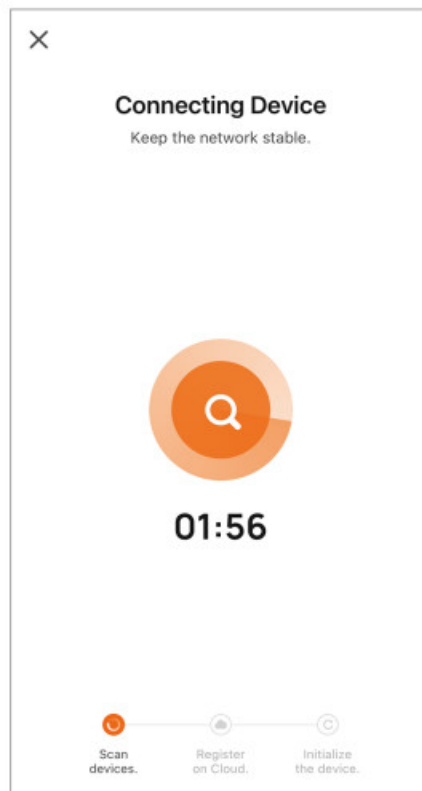 Connecting Device
Keep the network stable.
01:56
Scan
devices.
Register
on Cloud.
Initialize
the device.